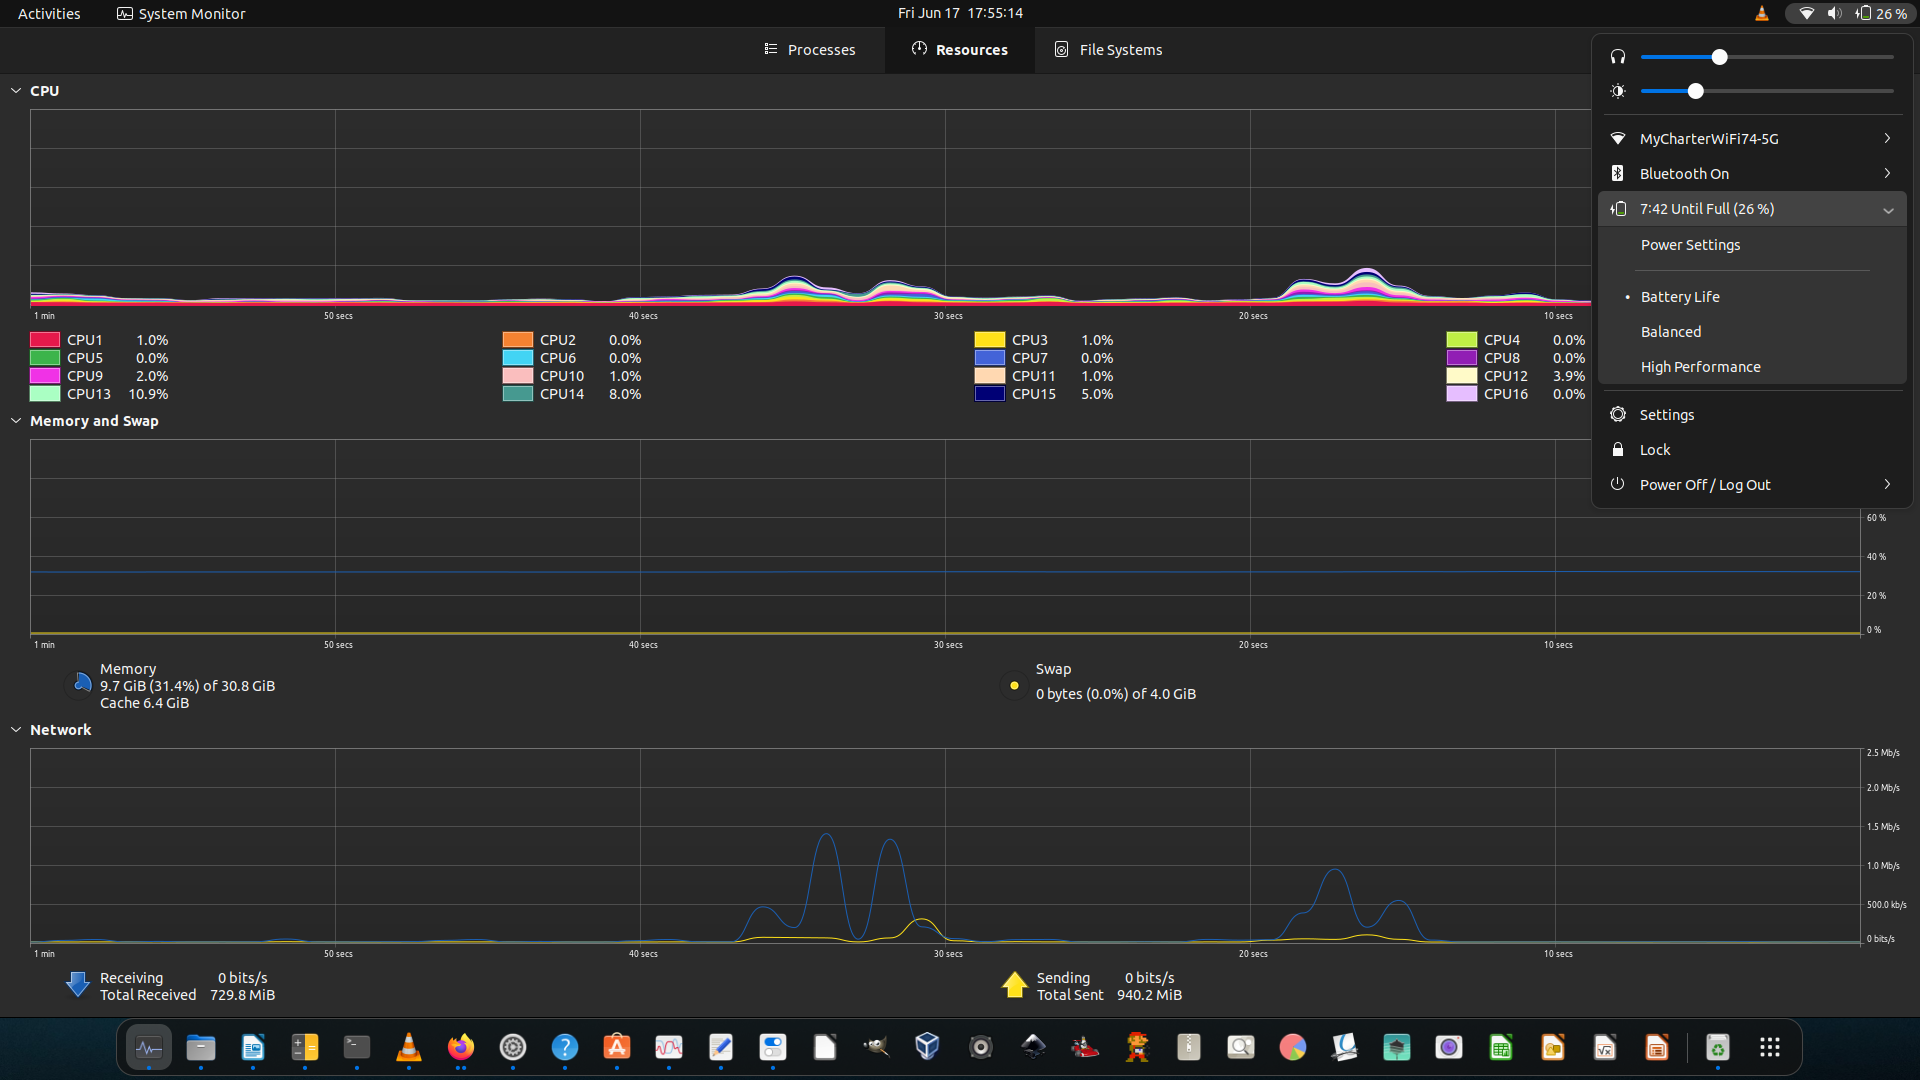 Activities
System Monitor
Fri Jun 17 17:55:14
26 %
Processes
Resources
File Systems
CPU
1 min
50 secs
40 secs
30 secs
20 secs
10 secs
CPU1 1.0%
CPU2 0.0%
CPU3 1.0%
CPU4 0.0%
CPU5 0.0%
CPU6 0.0%
CPU7 0.0%
CPU8 0.0%
CPU9 2.0%
CPU10 1.0%
CPU11 1.0%
CPU12 3.9%
CPU13 10.9%
CPU14 8.0%
CPU15 5.0%
CPU16 0.0%
MyCharterWiFi74-5G
Bluetooth On
7:42 Until Full (26 %)
Power Settings
Battery Life
Balanced
High Performance
Settings
Lock
Power Off / Log Out
Memory and Swap
60 %
40 %
20 %
0 %
1 min
50 secs
40 secs
30 secs
20 secs
10 secs
Memory
9.7 GiB (31.4%) of 30.8 GiB
Cache 6.4 GiB
Swap
0 bytes (0.0%) of 4.0 GiB
Network
2.5 Mb/s
2.0 Mb/s
1.5 Mb/s
1.0 Mb/s
500.0 kb/s
0 bits/s
1 min
50 secs
40 secs
30 secs
20 secs
10 secs
Receiving 0 bits/s
Total Received 729.8 MiB
Sending 0 bits/s
Total Sent 940.2 MiB